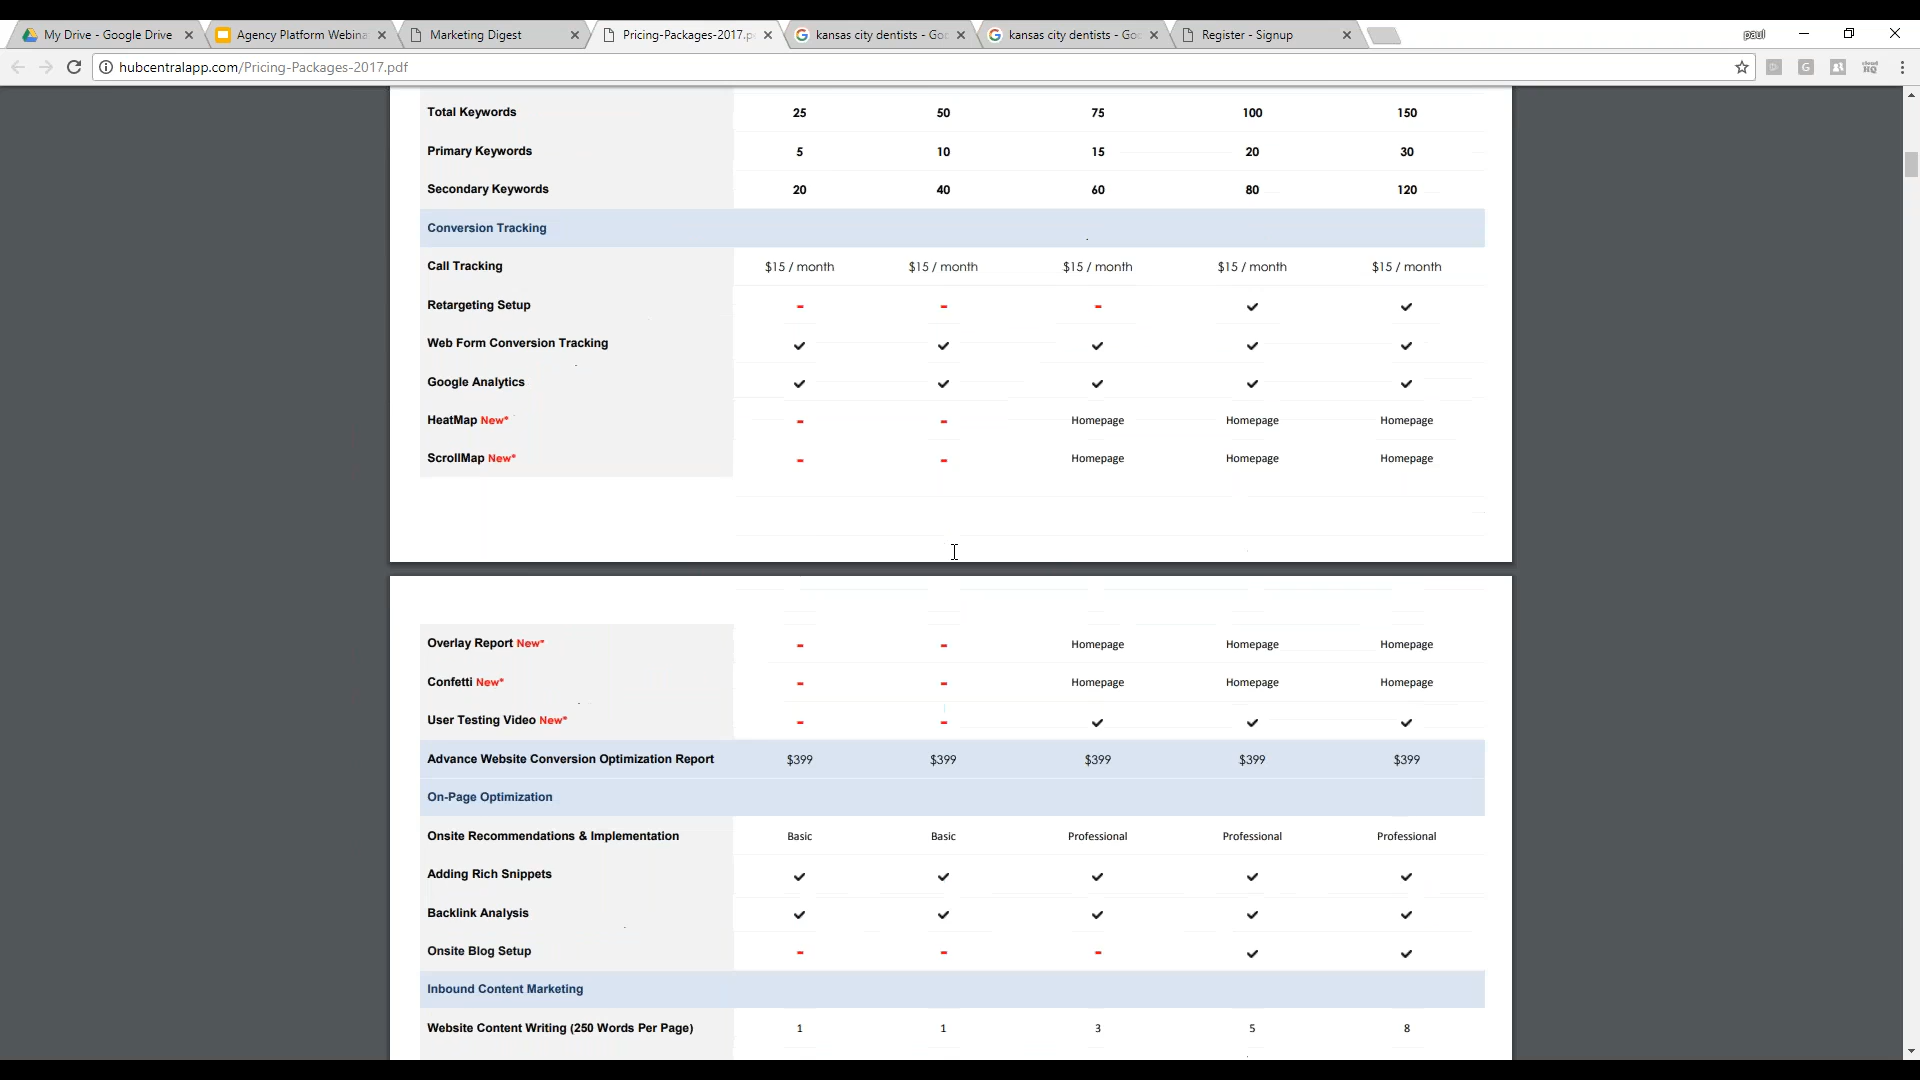 My Drive - Google Drive
Agency Platform Webina
Marketing Digest
Pricing-Packages-2017.p
kansas city dentists - Go
kansas city dentists - Go
Register - Signup
paul
hubcentralapp.com/Pricing-Packages-2017.pdf
Total Keywords 25 50 75 100 150
Primary Keywords 5 10 15 20 30
Secondary Keywords 20 40 60 80 120
Conversion Tracking
Call Tracking $15 / month $15 / month $15 / month $15 / month $15 / month
Retargeting Setup - - - ✔ ✔
Web Form Conversion Tracking ✔ ✔ ✔ ✔ ✔
Google Analytics ✔ ✔ ✔ ✔ ✔
HeatMap New* - - Homepage Homepage Homepage
ScrollMap New* - - Homepage Homepage Homepage
Overlay Report New* - - Homepage Homepage Homepage
Confetti New* - - Homepage Homepage Homepage
User Testing Video New* - - ✔ ✔ ✔
Advance Website Conversion Optimization Report $399 $399 $399 $399 $399
On-Page Optimization
Onsite Recommendations & Implementation Basic Basic Professional Professional Professional
Adding Rich Snippets ✔ ✔ ✔ ✔ ✔
Backlink Analysis ✔ ✔ ✔ ✔ ✔
Onsite Blog Setup - - - ✔ ✔
Inbound Content Marketing
Website Content Writing (250 Words Per Page) 1 1 3 5 8